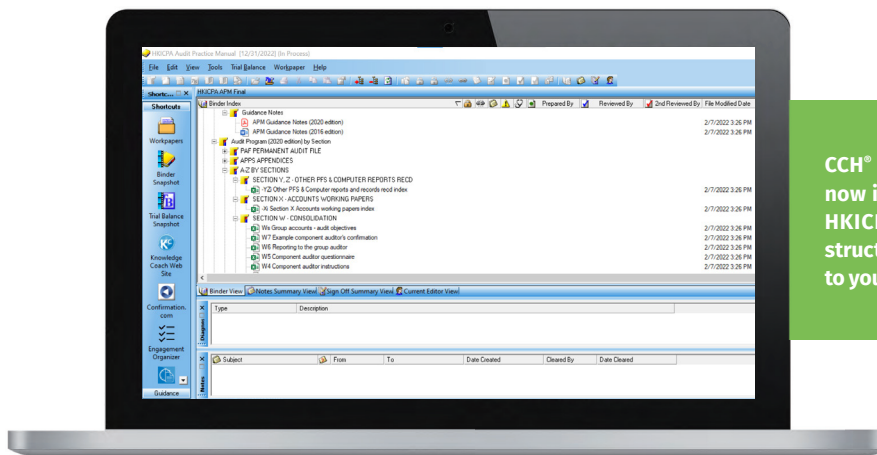 HKICPA Audit Practice Manual [12/31/2022] (In Process)
File Edit View Tools Trial Balance Workpaper Help
Shortc...
HKICPA APM Final
Shortcuts
Binder Index
Prepared By
Reviewed By
2nd Reviewed By
File Modified Date
Guidance Notes
APM Guidance Notes (2020 edition) 2/7/2022 3:26 PM
APM Guidance Notes (2016 edition) 2/7/2022 3:26 PM
Audit Program (2020 edition) by Section
PAF PERMANENT AUDIT FILE
APPS APPENDICES
A-Z BY SECTIONS
SECTION Y, Z - OTHER PFS & COMPUTER REPORTS RECD
-YZi Other PFS & Computer reports and records recd index 2/7/2022 3:26 PM
SECTION X - ACCOUNTS WORKING PAPERS
-Xi Section X Accounts working papers index 2/7/2022 3:26 PM
SECTION W - CONSOLIDATION
Wx Group accounts - audit objectives 2/7/2022 3:26 PM
W7 Example component auditor's confirmation 2/7/2022 3:26 PM
W6 Reporting to the group auditor 2/7/2022 3:26 PM
W5 Component auditor questionnaire 2/7/2022 3:26 PM
W4 Component auditor instructions 2/7/2022 3:26 PM
Workpapers
Binder
Snapshot
Trial Balance
Snapshot
Knowledge
Coach Web
Site
Confirmation.
com
Engagement
Organizer
Guidance
Binder View Notes Summary View Sign Off Summary View Current Editor View
Type Description
Subject From To Date Created Cleared By Date Cleared
Notes
CCH®
now i
HKICI
struct
to you